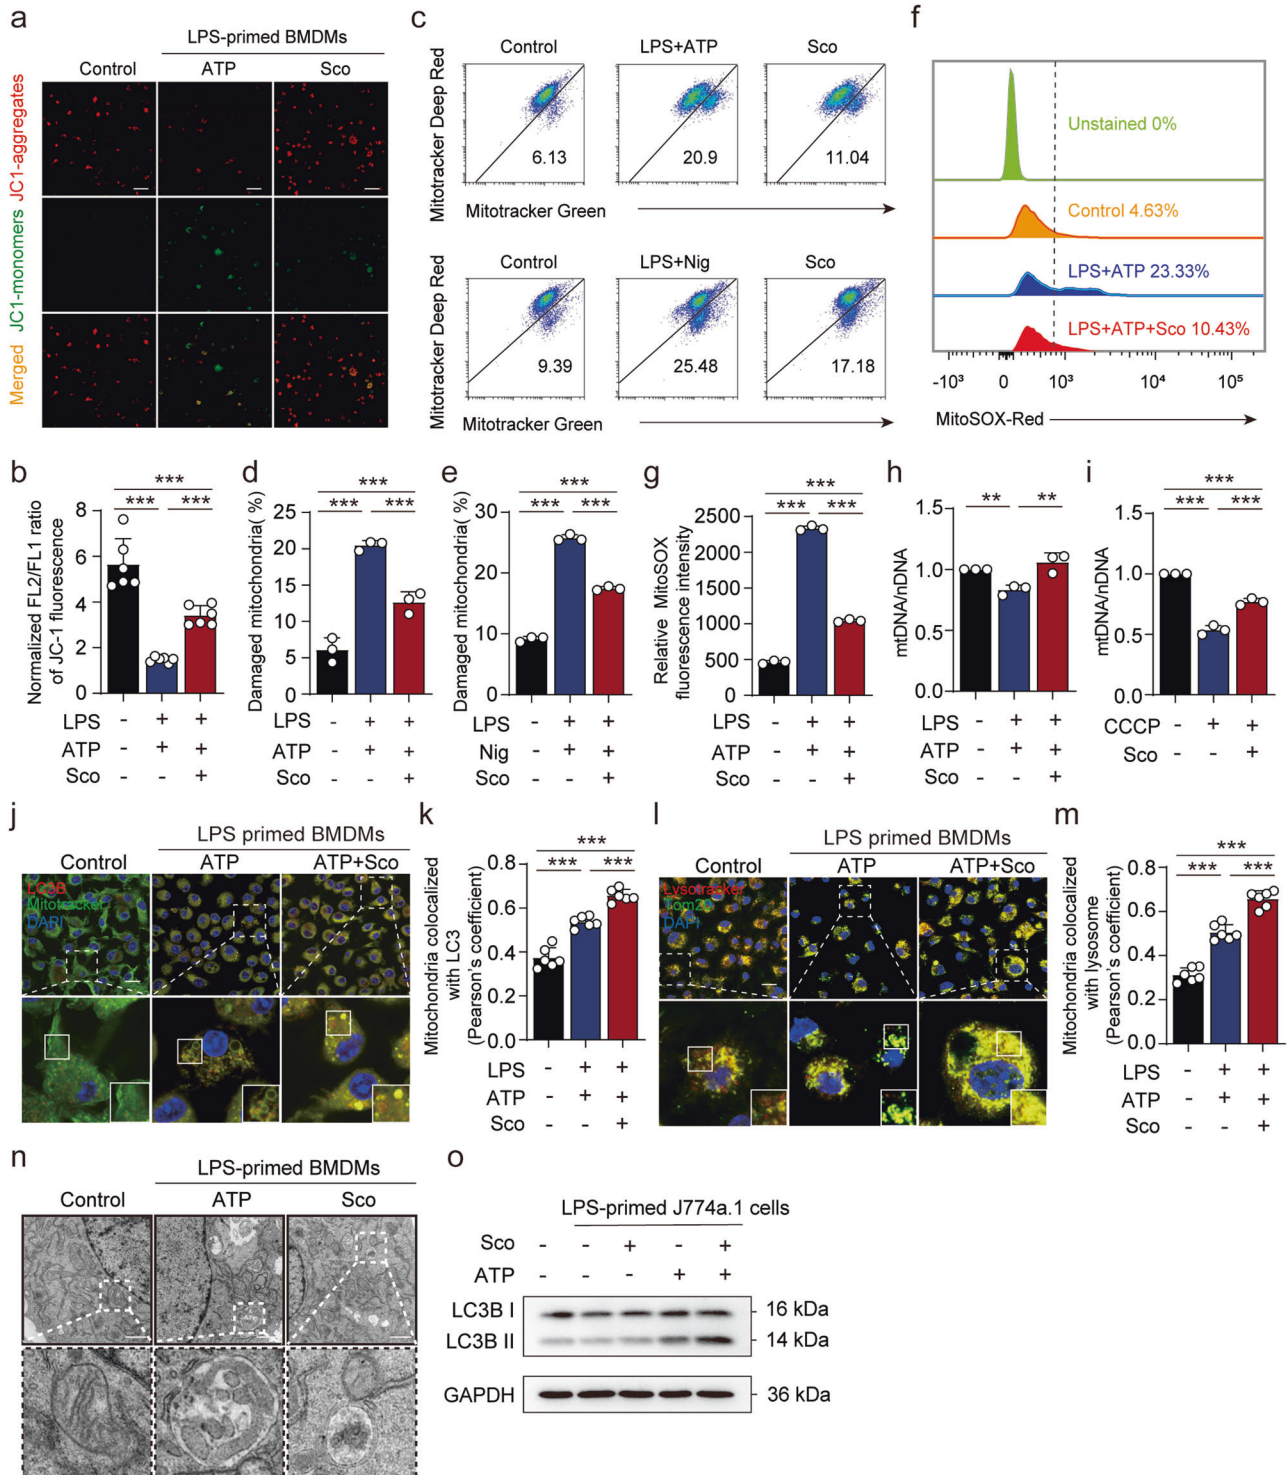 a
LPS-primed BMDMs
Control ATP Sco
JC1-aggregates
JC1-monomers
Merged
c
Control LPS+ATP Sco
Mitotracker Deep Red
6.13 20.9 11.04
Mitotracker Green
Control LPS+Nig Sco
Mitotracker Deep Red
9.39 25.48 17.18
Mitotracker Green
f
Unstained 0%
Control 4.63%
LPS+ATP 23.33%
LPS+ATP+Sco 10.43%
-10³ 0 10³ 10⁴ 10⁵
MitoSOX-Red
b
Normalized FL2/FL1 ratio
of JC-1 fluorescence
***
*** ***
8
6
4
2
0
LPS - + +
ATP - + +
Sco - - +
d
Damaged mitochondria( %)
***
*** ***
25
20
15
10
5
0
LPS - + +
ATP - + +
Sco - - +
e
Damaged mitochondria( %)
***
*** ***
30
20
10
0
LPS - + +
Nig - + +
Sco - - +
g
Relative MitoSOX
fluorescence intensity
***
*** ***
2500
2000
1500
1000
500
0
LPS - + +
ATP - + +
Sco - - +
h
mtDNA/nDNA
** **
1.5
1.0
0.5
0.0
LPS - + +
ATP - + +
Sco - - +
i
mtDNA/nDNA
***
*** ***
1.5
1.0
0.5
0.0
CCCP - + +
Sco - - +
j
LPS primed BMDMs
Control ATP ATP+Sco
LC3B
Mitotracker
DAPI
k
Mitochondria colocalized
with LC3
(Pearson's coefficient)
***
*** ***
0.8
0.6
0.4
0.2
0.0
LPS - + +
ATP - + +
Sco - - +
l
LPS primed BMDMs
Control ATP ATP+Sco
Lysotracker
Tom20
DAPI
m
Mitochondria colocalized
with lysosome
(Pearson's coefficient)
***
*** ***
0.8
0.6
0.4
0.2
0.0
LPS - + +
ATP - + +
Sco - - +
n
LPS-primed BMDMs
Control ATP Sco
o
LPS-primed J774a.1 cells
Sco - - + - +
ATP - - - + +
LC3B I - 16 kDa
LC3B II - 14 kDa
GAPDH - 36 kDa